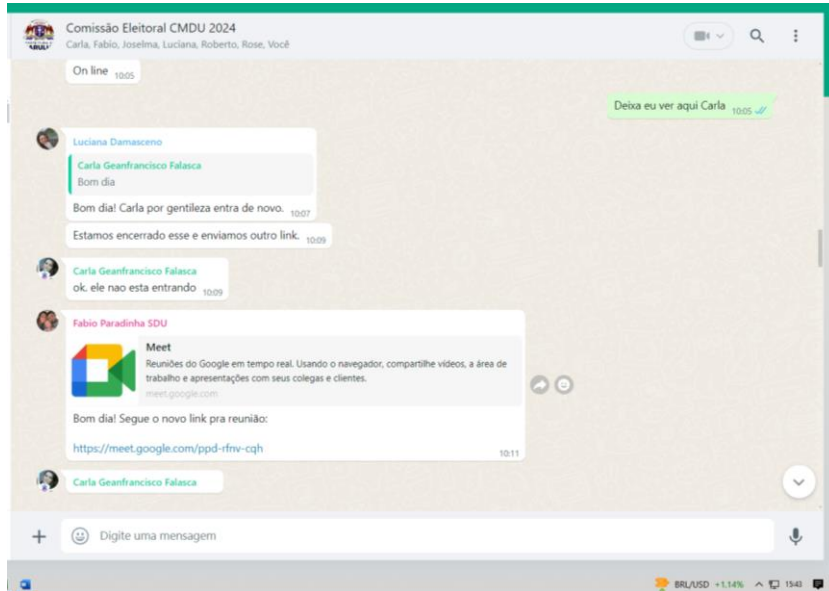 Comissão Eleitoral CMDU 2024
Carla, Fabio, Joselma, Luciana, Roberto, Rose, Você
On line 10:05
Deixa eu ver aqui Carla 10:05
Luciana Damasceno
Carla Geanfrancisco Falasca
Bom dia
Bom dia! Carla por gentileza entra de novo. 10:07
Estamos encerrado esse e enviamos outro link. 10:09
Carla Geanfrancisco Falasca
ok. ele nao esta entrando 10:09
Fabio Paradinha SDU
Meet
Reuniões do Google em tempo real. Usando o navegador, compartilhe vídeos, a área de
trabalho e apresentações com seus colegas e clientes.
meet.google.com
Bom dia! Segue o novo link pra reunião:
https://meet.google.com/ppd-rfnv-cqh
10:11
Carla Geanfrancisco Falasca
Digite uma mensagem
BRL/USD +1.14% 15:43